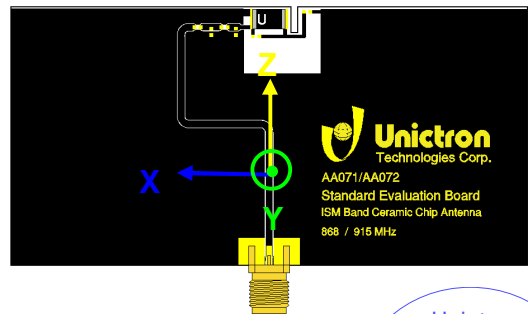 U
Z
X
Y
Unictron
Technologies Corp.
AA071/AA072
Standard Evaluation Board
ISM Band Ceramic Chip Antenna
868 / 915 MHz